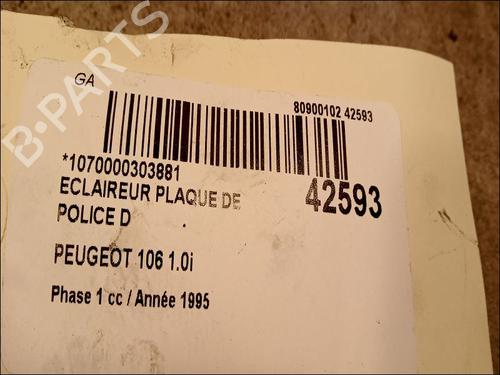 GA
80900102 42593
*1070000303881
42593
ECLAIREUR PLAQUE DE
POLICE D
PEUGEOT 106 1.0i
Phase 1 cc / Année 1995
B-PARTS